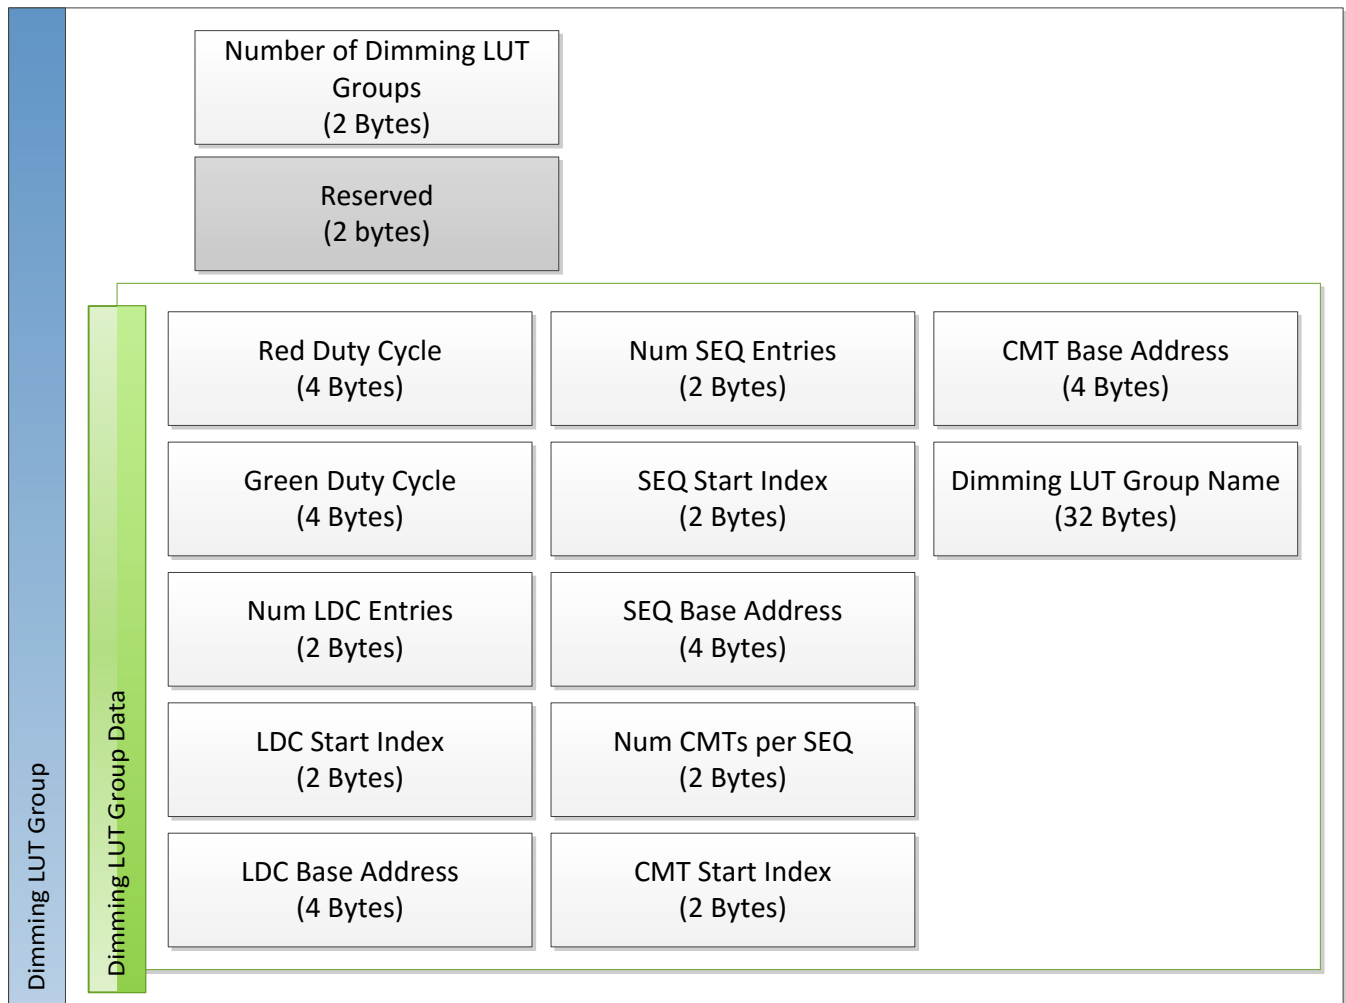 Number of Dimming LUT
Groups
(2 Bytes)
Reserved
(2 bytes)
Red Duty Cycle
(4 Bytes)
Green Duty Cycle
(4 Bytes)
Num LDC Entries
(2 Bytes)
LDC Start Index
(2 Bytes)
LDC Base Address
(4 Bytes)
Num SEQ Entries
(2 Bytes)
SEQ Start Index
(2 Bytes)
SEQ Base Address
(4 Bytes)
Num CMTs per SEQ
(2 Bytes)
CMT Start Index
(2 Bytes)
CMT Base Address
(4 Bytes)
Dimming LUT Group Name
(32 Bytes)
Dimming LUT Group Data
Dimming LUT Group